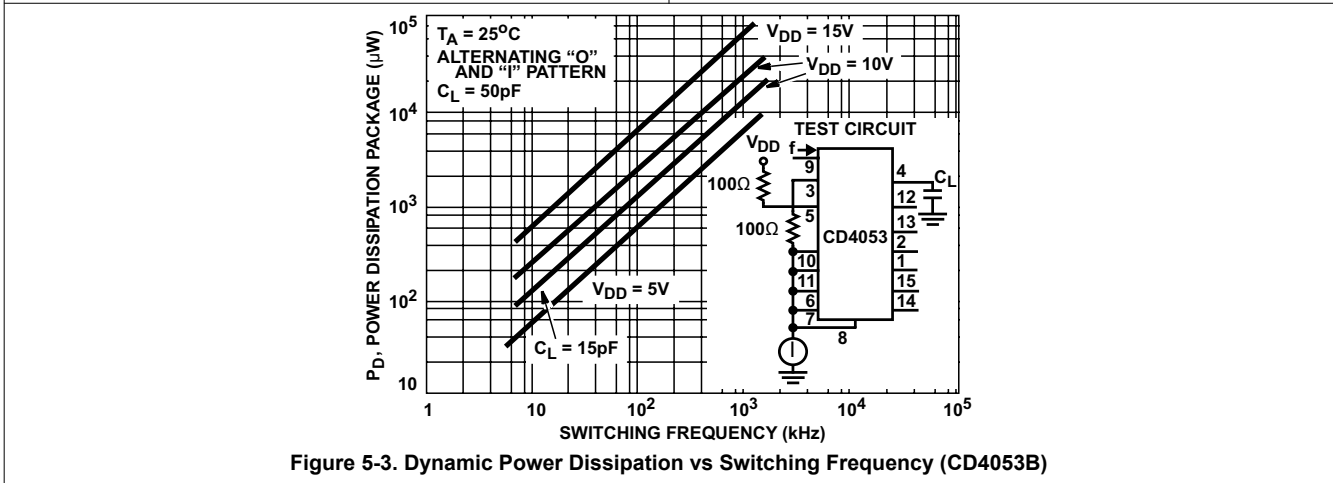 P_D, POWER DISSIPATION PACKAGE (µW)
10⁵
10⁴
10³
10²
10
T_A = 25°C
ALTERNATING “O”
AND “I” PATTERN
C_L = 50pF
V_DD = 15V
V_DD = 10V
V_DD = 5V
C_L = 15pF
TEST CIRCUIT
V_DD
f
100Ω
100Ω
9
3
5
10
11
6
7
8
CD4053
4
12
13
2
1
15
14
C_L
I
1
10
10²
10³
10⁴
10⁵
SWITCHING FREQUENCY (kHz)
Figure 5-3. Dynamic Power Dissipation vs Switching Frequency (CD4053B)